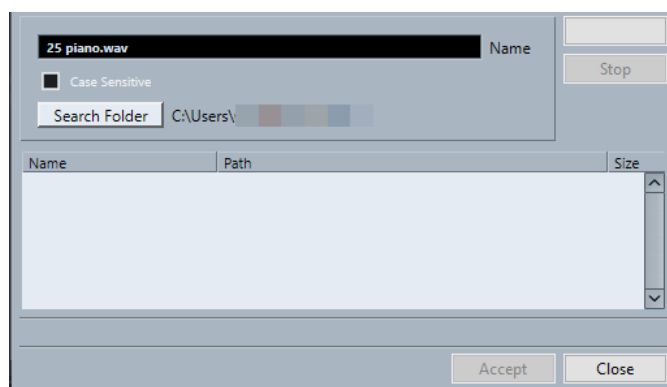 25 piano.wav
Name
Stop
Case Sensitive
Search Folder C:\Users\
Name Path Size
Accept Close